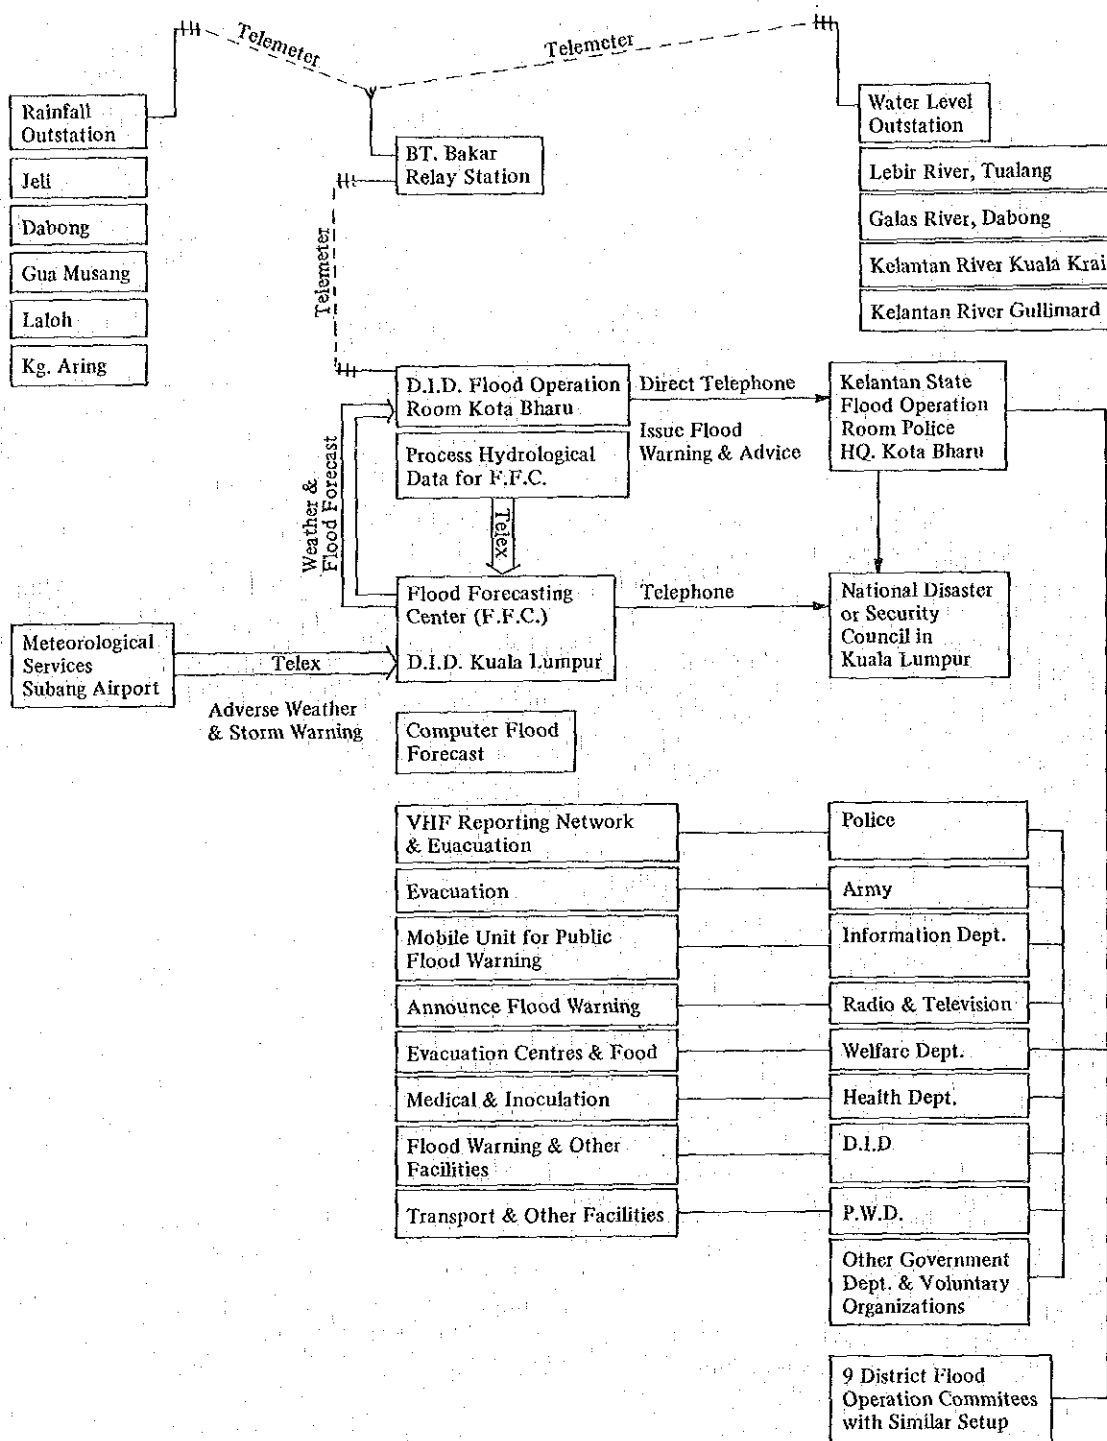 Telemeter
Telemeter
Rainfall
Outstation
Jeli
Dabong
Gua Musang
Laloh
Kg. Aring
BT. Bakar
Relay Station
Telemeter
Water Level
Outstation
Lebir River, Tualang
Galas River, Dabong
Kelantan River Kuala Krai
Kelantan River Gullimard
D.I.D. Flood Operation
Room Kota Bharu
Process Hydrological
Data for F.F.C.
Direct Telephone
Issue Flood
Warning & Advice
Kelantan State
Flood Operation
Room Police
HQ. Kota Bharu
Weather &
Flood Forecast
Telex
Flood Forecasting
Center (F.F.C.)
D.I.D. Kuala Lumpur
Telephone
National Disaster
or Security
Council in
Kuala Lumpur
Meteorological
Services
Subang Airport
Telex
Adverse Weather
& Storm Warning
Computer Flood
Forecast
VHF Reporting Network
& Euacuation
Police
Evacuation
Army
Mobile Unit for Public
Flood Warning
Information Dept.
Announce Flood Warning
Radio & Television
Evacuation Centres & Food
Welfare Dept.
Medical & Inoculation
Health Dept.
Flood Warning & Other
Facilities
D.I.D
Transport & Other Facilities
P.W.D.
Other Government
Dept. & Voluntary
Organizations
9 District Flood
Operation Commitees
with Similar Setup